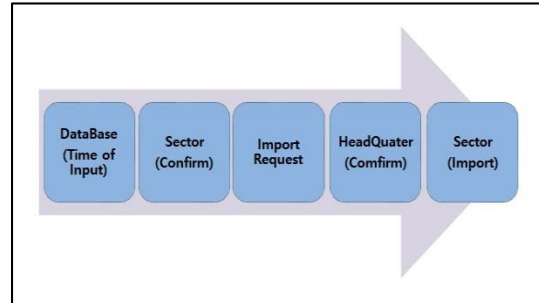 DataBase
(Time of
Input)
Sector
(Confirm)
Import
Request
HeadQuater
(Comfirm)
Sector
(Import)